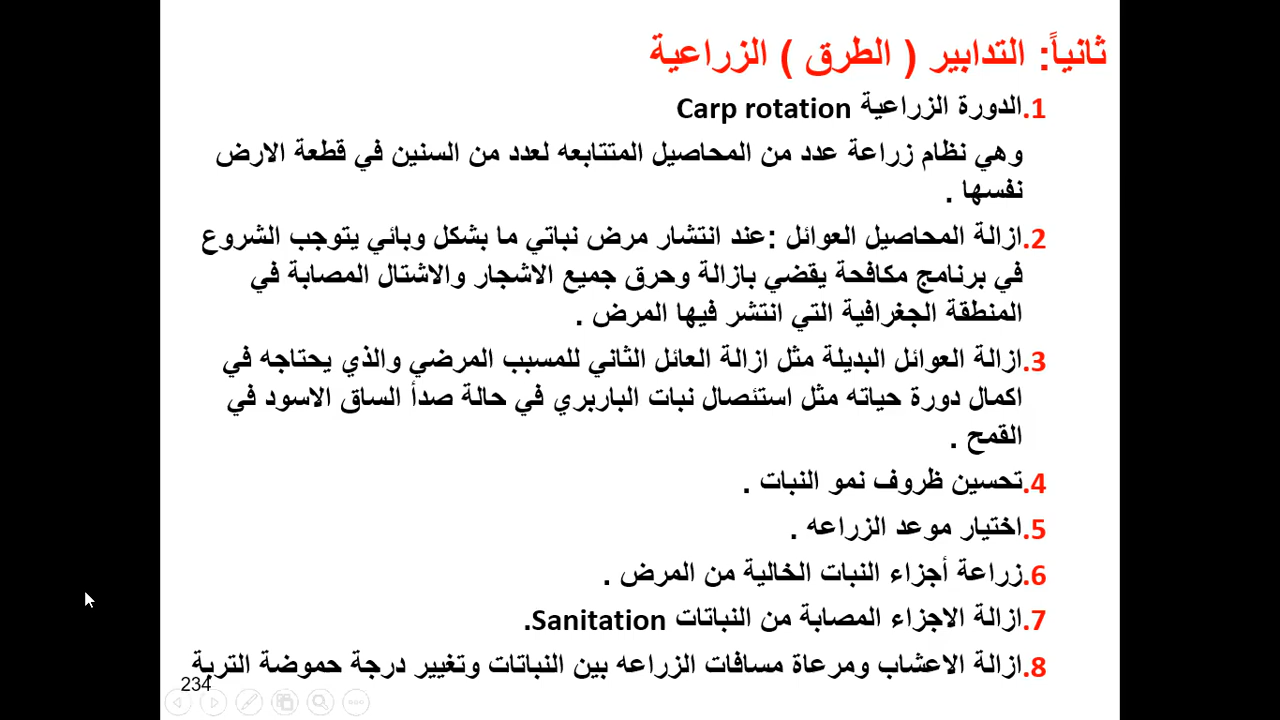 ثانياً: التدابير ( الطرق ) الزراعية
1.الدورة الزراعية Carp rotation
وهي نظام زراعة عدد من المحاصيل المتتابعه لعدد من السنين في قطعة الارض
نفسها .
2.ازالة المحاصيل العوائل :عند انتشار مرض نباتي ما بشكل وبائي يتوجب الشروع
في برنامج مكافحة يقضي بازالة وحرق جميع الاشجار والاشتال المصابة في
المنطقة الجغرافية التي انتشر فيها المرض .
3.ازالة العوائل البديلة مثل ازالة العائل الثاني للمسبب المرضي والذي يحتاجه في
اكمال دورة حياته مثل استئصال نبات الباربري في حالة صدأ الساق الاسود في
القمح .
4.تحسين ظروف نمو النبات .
5.اختيار موعد الزراعه .
6.زراعة أجزاء النبات الخالية من المرض .
7.ازالة الاجزاء المصابة من النباتات Sanitation.
8.ازالة الاعشاب ومرعاة مسافات الزراعه بين النباتات وتغيير درجة حموضة التربة
234